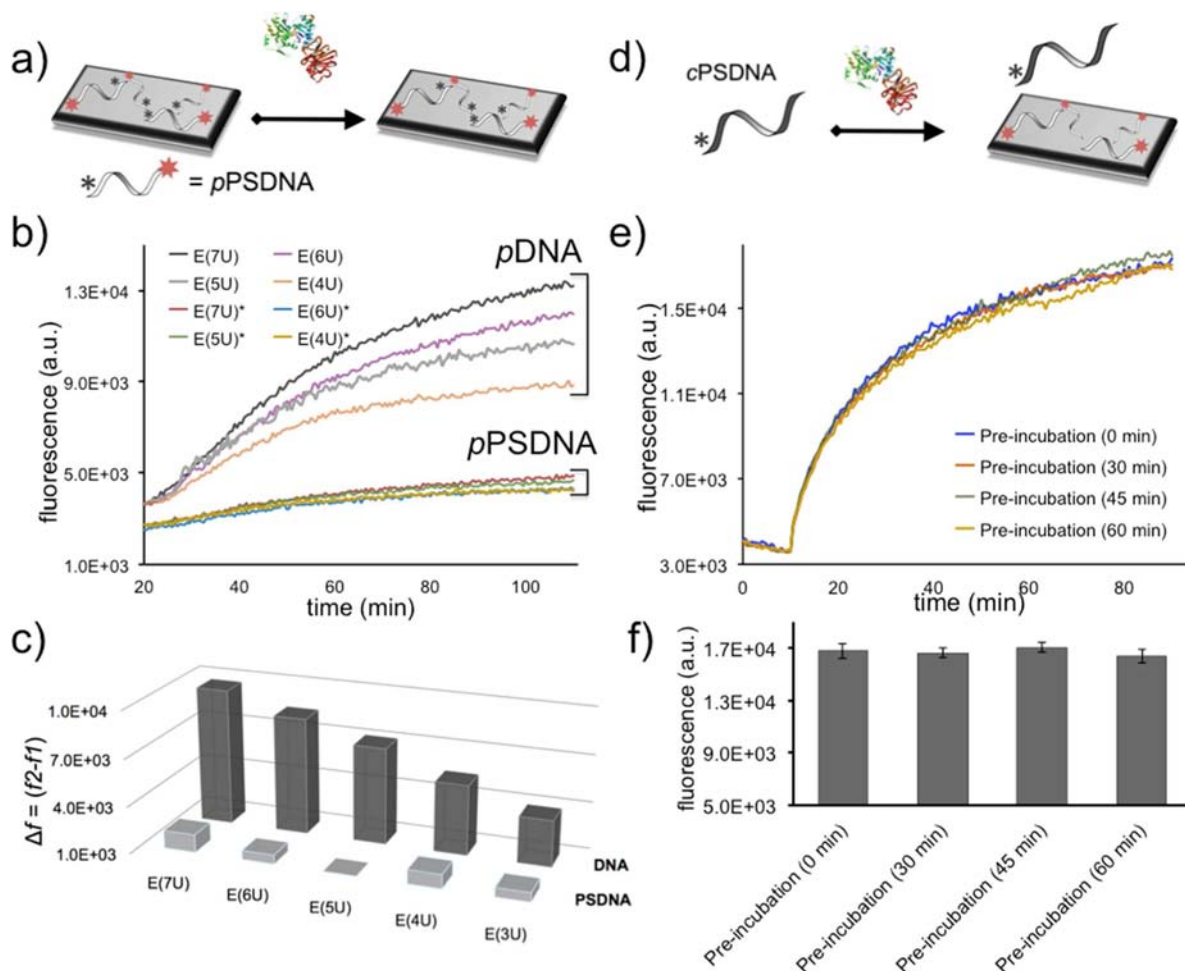 a)
* = pPSDNA
b)
E(7U) E(6U)
E(5U) E(4U)
E(7U)* E(6U)*
E(5U)* E(4U)*
pDNA
pPSDNA
fluorescence (a.u.)
1.3E+04
9.0E+03
5.0E+03
1.0E+03
20 40 60 80 100
time (min)
c)
Δf = (f2-f1)
1.0E+04
7.0E+03
4.0E+03
1.0E+03
E(7U)
E(6U)
E(5U)
E(4U)
E(3U)
DNA
PSDNA
d)
cPSDNA
*
e)
fluorescence (a.u.)
1.5E+04
1.1E+04
7.0E+03
3.0E+03
Pre-incubation (0 min)
Pre-incubation (30 min)
Pre-incubation (45 min)
Pre-incubation (60 min)
0 20 40 60 80
time (min)
f)
fluorescence (a.u.)
1.7E+04
1.3E+04
9.0E+03
5.0E+03
Pre-incubation (0 min)
Pre-incubation (30 min)
Pre-incubation (45 min)
Pre-incubation (60 min)